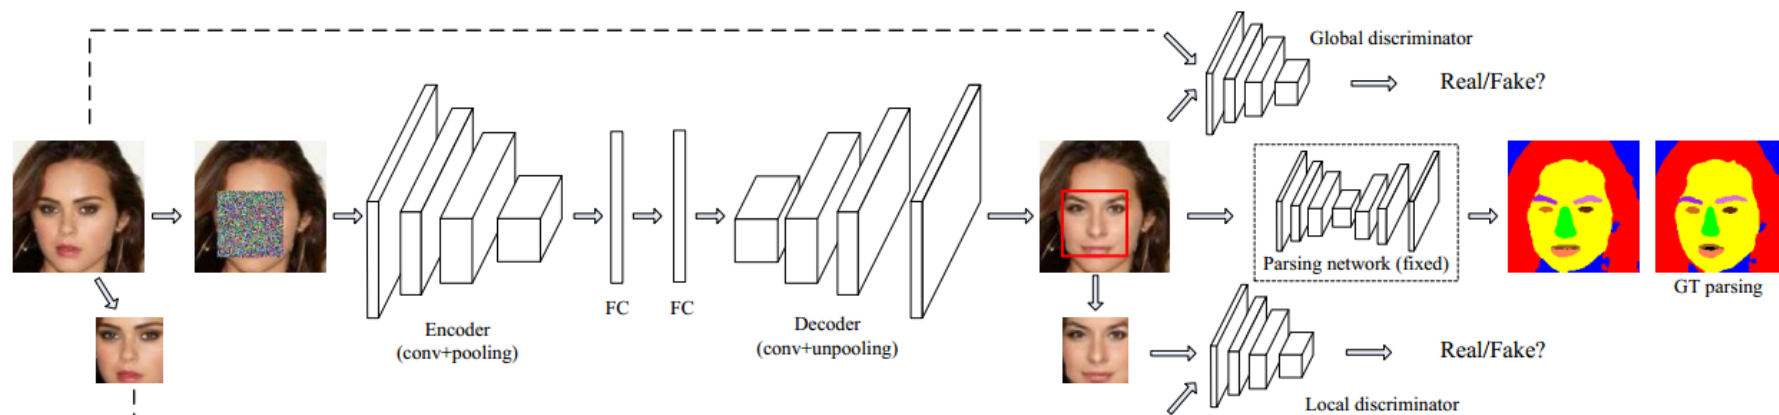 Global discriminator
Real/Fake?
Parsing network (fixed)
GT parsing
FC
FC
Encoder
(conv+pooling)
Decoder
(conv+unpooling)
Real/Fake?
Local discriminator